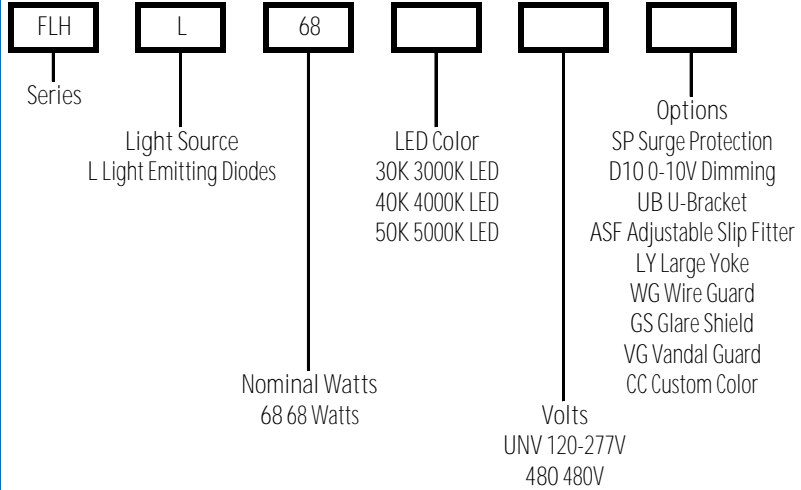 FLH L 68
Series
Light Source
L Light Emitting Diodes
Nominal Watts
68 68 Watts
LED Color
30K 3000K LED
40K 4000K LED
50K 5000K LED
Volts
UNV 120-277V
480 480V
Options
SP Surge Protection
D10 0-10V Dimming
UB U-Bracket
ASF Adjustable Slip Fitter
LY Large Yoke
WG Wire Guard
GS Glare Shield
VG Vandal Guard
CC Custom Color